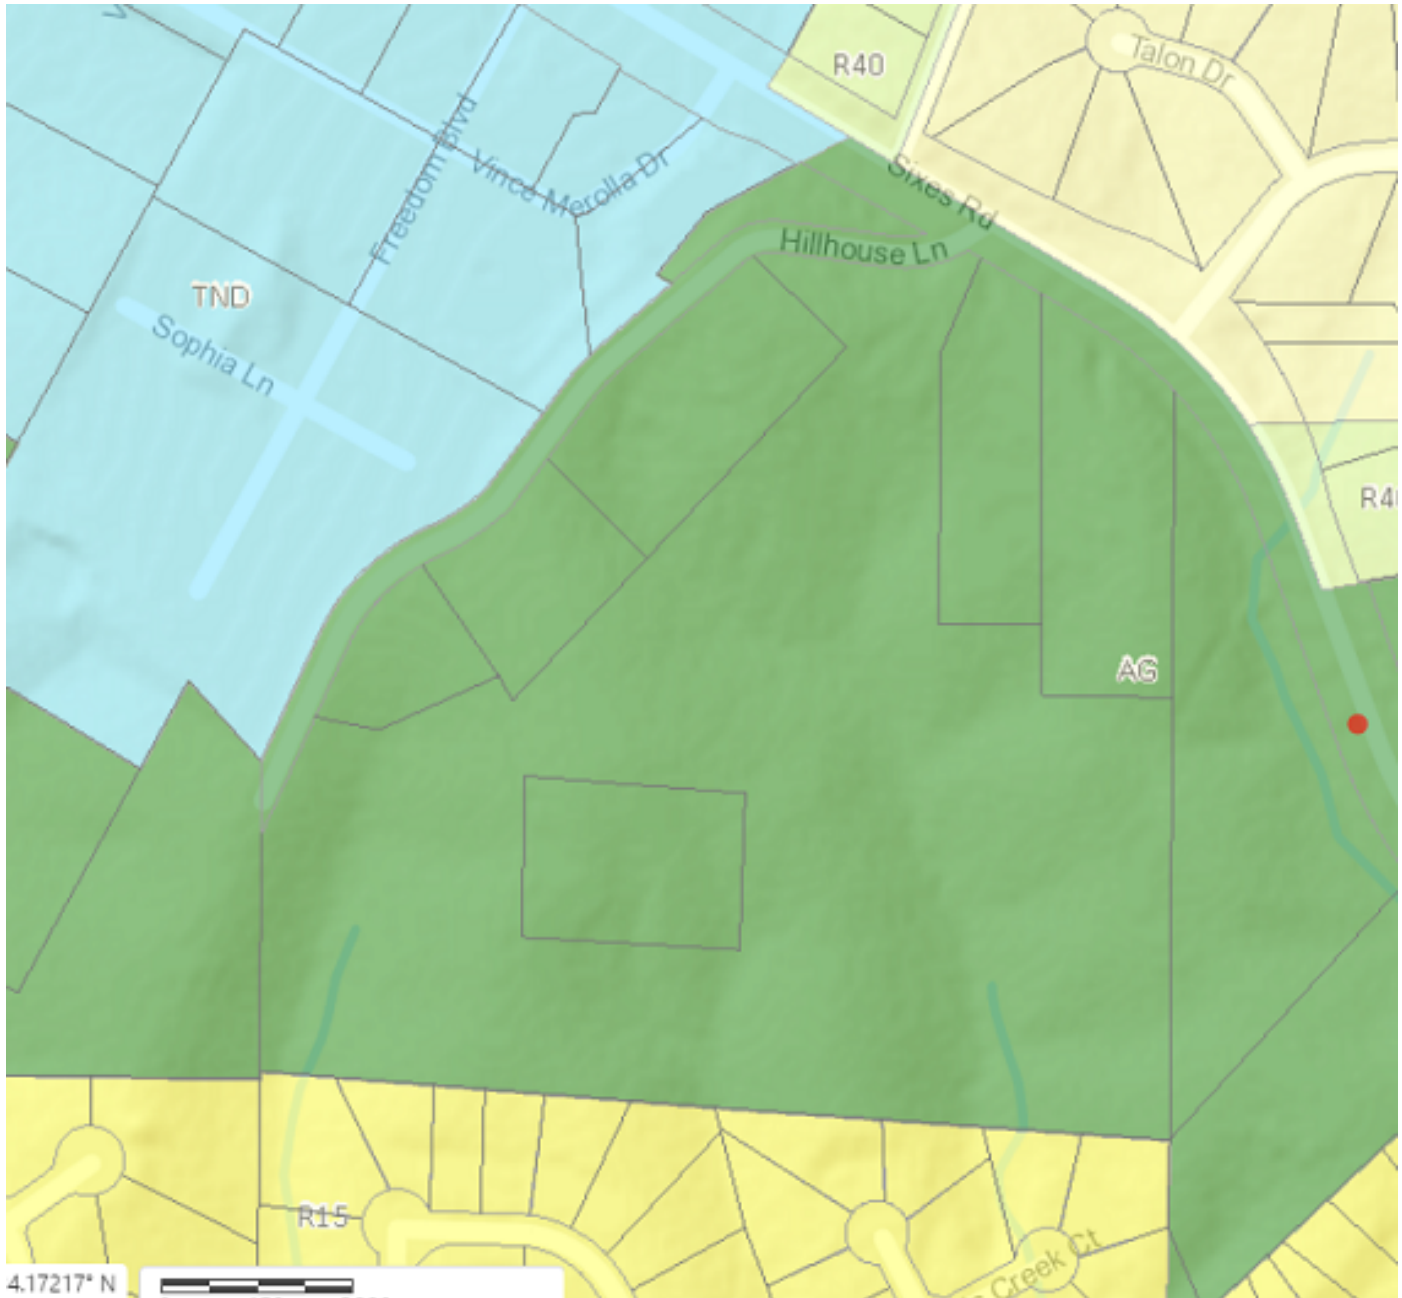 R40
Talon Dr
Freedom Blvd
Vince Merolla Dr
Sixes Rd
Hillhouse Ln
TND
Sophia Ln
AG
R15
Creek Ct
4.17217° N